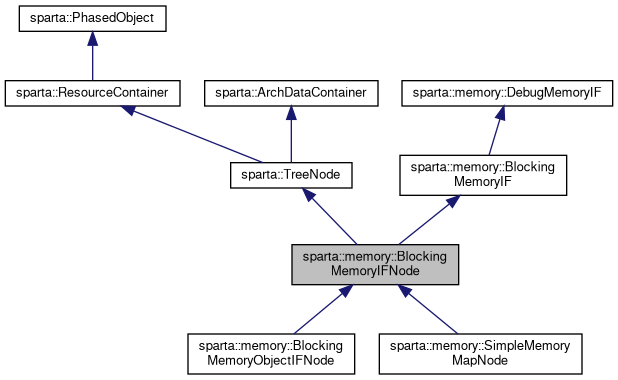 sparta::PhasedObject
sparta::ResourceContainer
sparta::ArchDataContainer
sparta::memory::DebugMemoryIF
sparta::TreeNode
sparta::memory::Blocking
MemoryIF
sparta::memory::Blocking
MemoryIFNode
sparta::memory::Blocking
MemoryObjectIFNode
sparta::memory::SimpleMemory
MapNode